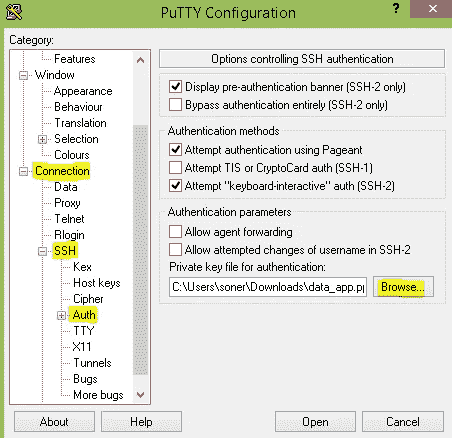 PuTTY Configuration
?
Category:
Features
Window
Appearance
Behaviour
Translation
Selection
Colours
Connection
Data
Proxy
Telnet
Rlogin
SSH
Kex
Host keys
Cipher
Auth
TTY
X11
Tunnels
Bugs
More bugs
Options controlling SSH authentication
Display pre-authentication banner (SSH-2 only)
Bypass authentication entirely (SSH-2 only)
Authentication methods
Attempt authentication using Pageant
Attempt TIS or CryptoCard auth (SSH-1)
Attempt "keyboard-interactive" auth (SSH-2)
Authentication parameters
Allow agent forwarding
Allow attempted changes of username in SSH-2
Private key file for authentication:
C:\Users\soner\Downloads\data_app.pp
Browse...
About
Help
Open
Cancel